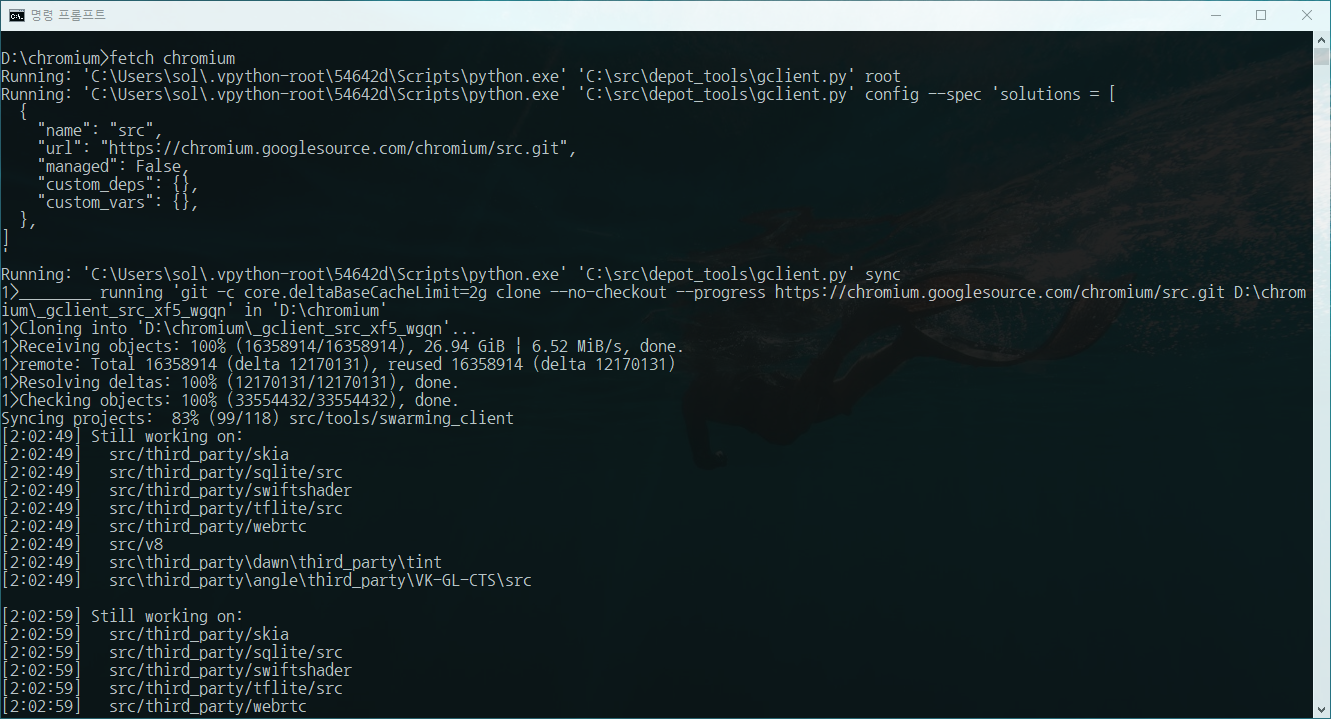 명령 프롬프트
D:\chromium>fetch chromium
Running: 'C:\Users\sol\.vpython-root\54642d\Scripts\python.exe' 'C:\src\depot_tools\gclient.py' root
Running: 'C:\Users\sol\.vpython-root\54642d\Scripts\python.exe' 'C:\src\depot_tools\gclient.py' config --spec 'solutions = [
  {
    "name": "src",
    "url": "https://chromium.googlesource.com/chromium/src.git",
    "managed": False,
    "custom_deps": {},
    "custom_vars": {},
  },
]
'
Running: 'C:\Users\sol\.vpython-root\54642d\Scripts\python.exe' 'C:\src\depot_tools\gclient.py' sync
1>________ running 'git -c core.deltaBaseCacheLimit=2g clone --no-checkout --progress https://chromium.googlesource.com/chromium/src.git D:\chrom
ium\_gclient_src_xf5_wgqn' in 'D:\chromium'
1>Cloning into 'D:\chromium\_gclient_src_xf5_wgqn'...
1>Receiving objects: 100% (16358914/16358914), 26.94 GiB | 6.52 MiB/s, done.
1>remote: Total 16358914 (delta 12170131), reused 16358914 (delta 12170131)
1>Resolving deltas: 100% (12170131/12170131), done.
1>Checking objects: 100% (33554432/33554432), done.
Syncing projects:  83% (99/118) src/tools/swarming_client
[2:02:49] Still working on:
[2:02:49]   src/third_party/skia
[2:02:49]   src/third_party/sqlite/src
[2:02:49]   src/third_party/swiftshader
[2:02:49]   src/third_party/tflite/src
[2:02:49]   src/third_party/webrtc
[2:02:49]   src/v8
[2:02:49]   src\third_party\dawn\third_party\tint
[2:02:49]   src\third_party\angle\third_party\VK-GL-CTS\src
[2:02:59] Still working on:
[2:02:59]   src/third_party/skia
[2:02:59]   src/third_party/sqlite/src
[2:02:59]   src/third_party/swiftshader
[2:02:59]   src/third_party/tflite/src
[2:02:59]   src/third_party/webrtc